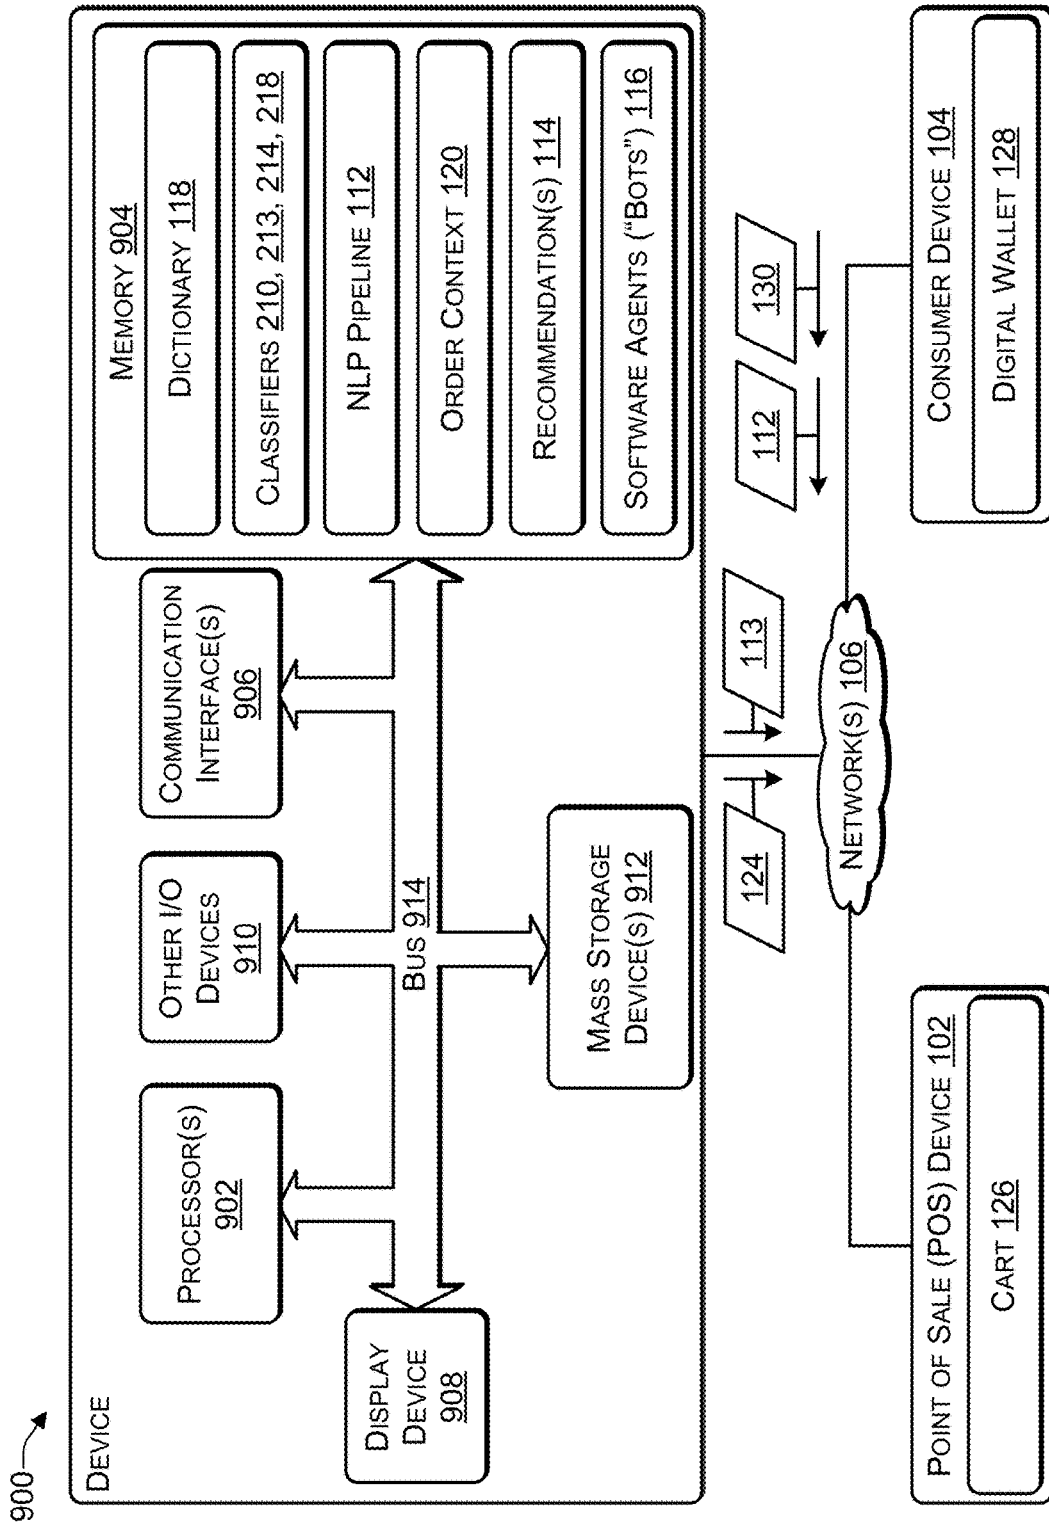 900
DEVICE
PROCESSOR(S)
902
OTHER I/O
DEVICES
910
COMMUNICATION
INTERFACE(S)
906
MEMORY 904
DICTIONARY 118
CLASSIFIERS 210, 213, 214, 218
NLP PIPELINE 112
ORDER CONTEXT 120
RECOMMENDATION(S) 114
SOFTWARE AGENTS ("BOTS") 116
DISPLAY
DEVICE
908
BUS 914
MASS STORAGE
DEVICE(S) 912
124
113
112
130
NETWORK(S) 106
POINT OF SALE (POS) DEVICE 102
CART 126
CONSUMER DEVICE 104
DIGITAL WALLET 128